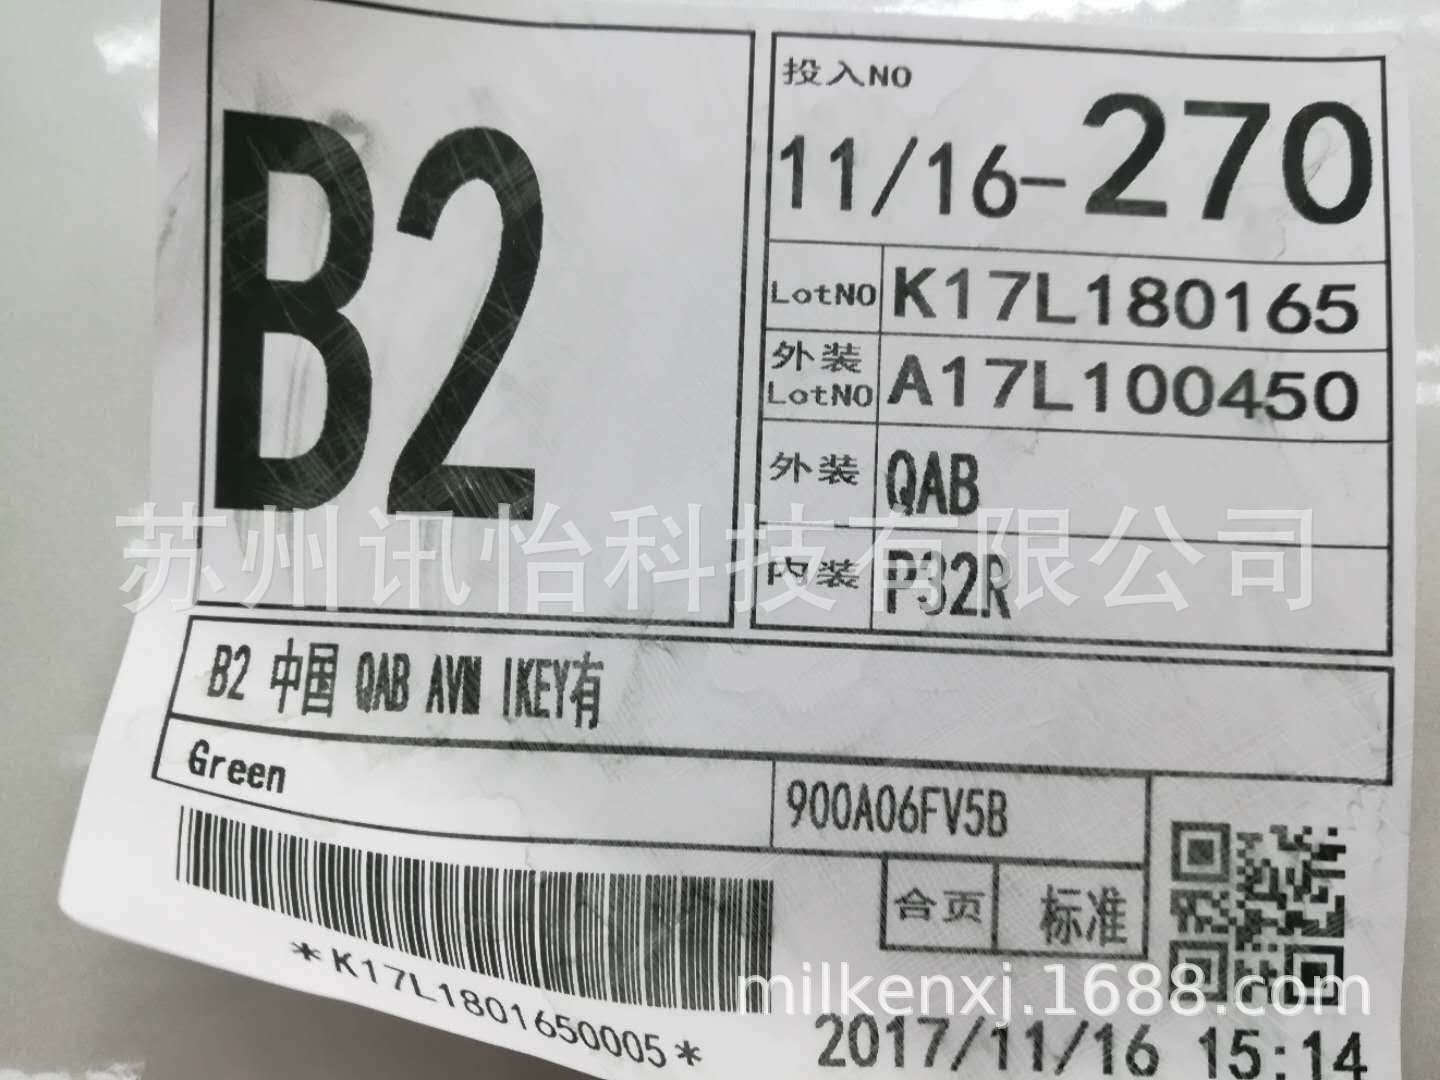 B2
投入NO
11/16-270
LotNO K17L180165
外装
LotNO A17L100450
外装 QAB
内装 P32R
苏州讯怡科技有限公司
B2 中国 QAB AVN IKEY有
Green
900A06FV5B
合页 标准
*K17L1801650005*
milkenxj.1688.com
2017/11/16 15:14